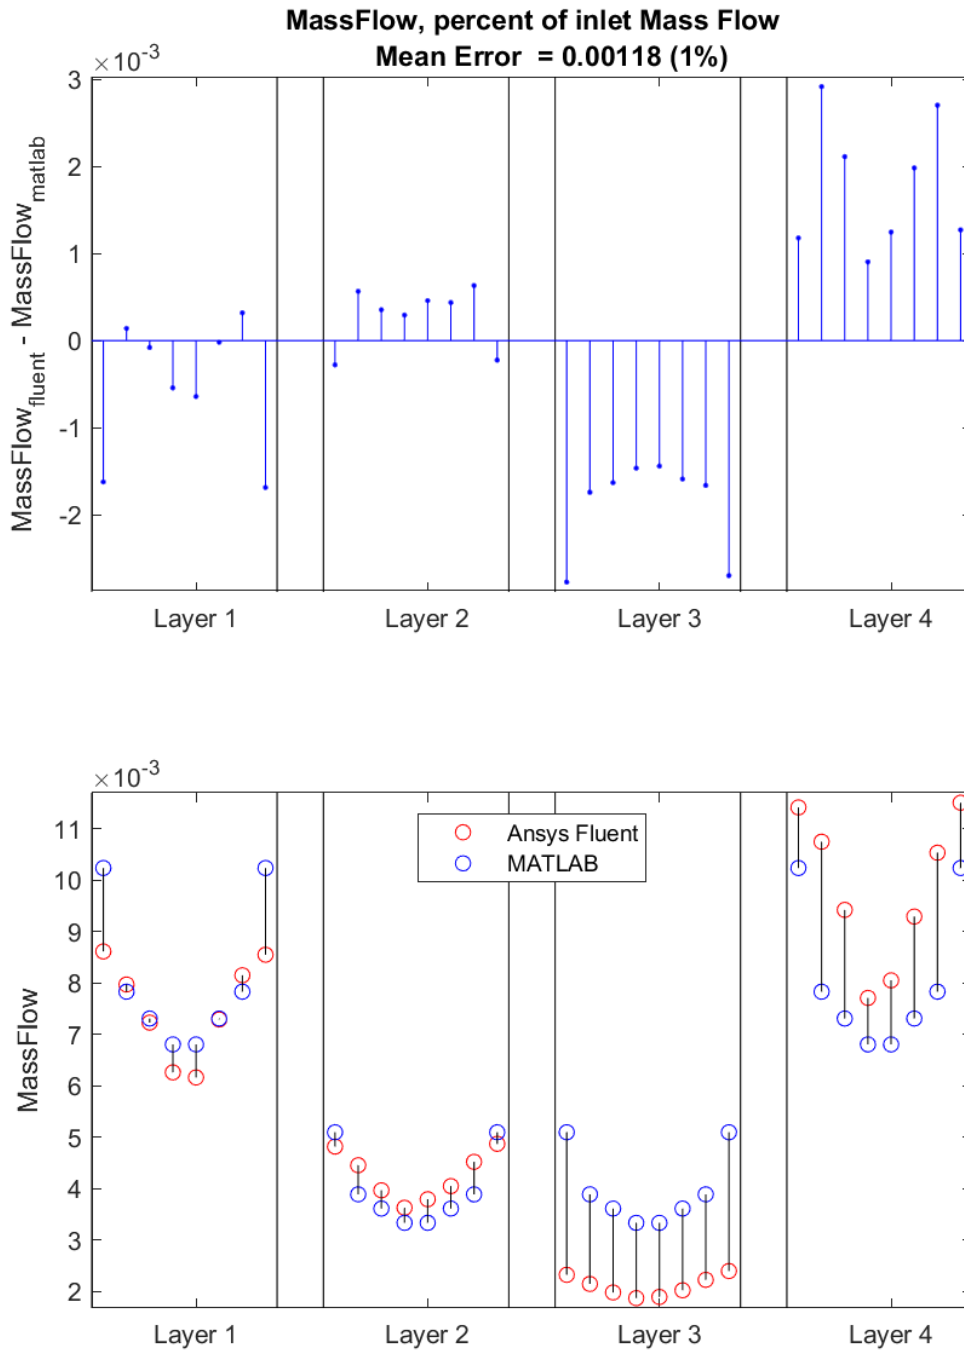 MassFlow, percent of inlet Mass Flow
Mean Error  = 0.00118 (1%)
×10-3
3
2
1
0
-1
-2
MassFlowfluent - MassFlowmatlab
Layer 1
Layer 2
Layer 3
Layer 4
×10-3
11
10
9
8
7
6
5
4
3
2
MassFlow
Ansys Fluent
MATLAB
Layer 1
Layer 2
Layer 3
Layer 4